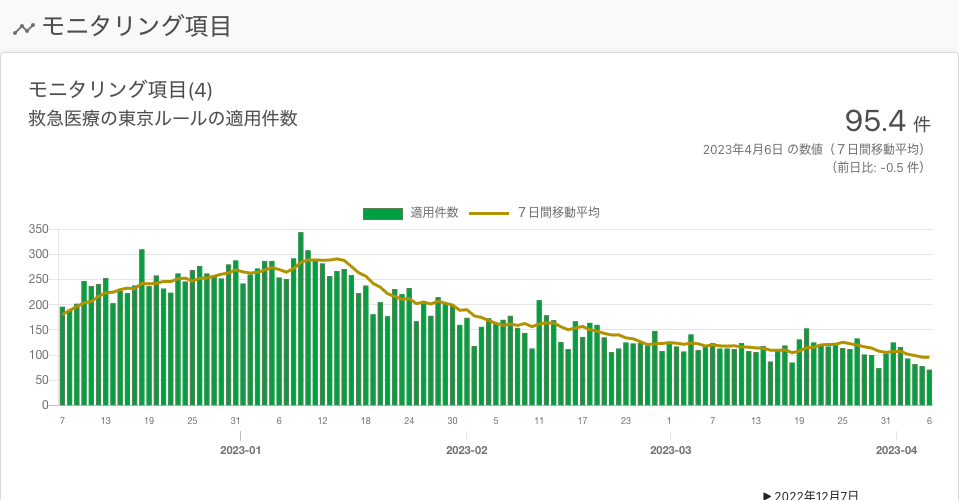 モニタリング項目
モニタリング項目(4)
救急医療の東京ルールの適用件数
95.4 件
2023年4月6日 の数値（７日間移動平均）
（前日比: -0.5 件）
適用件数 ７日間移動平均
350
300
250
200
150
100
50
0
7 13 19 25 31 6 12 18 24 30 5 11 17 23 1 7 13 19 25 31 6
2023-01 2023-02 2023-03 2023-04
▶ 2022年12月7日